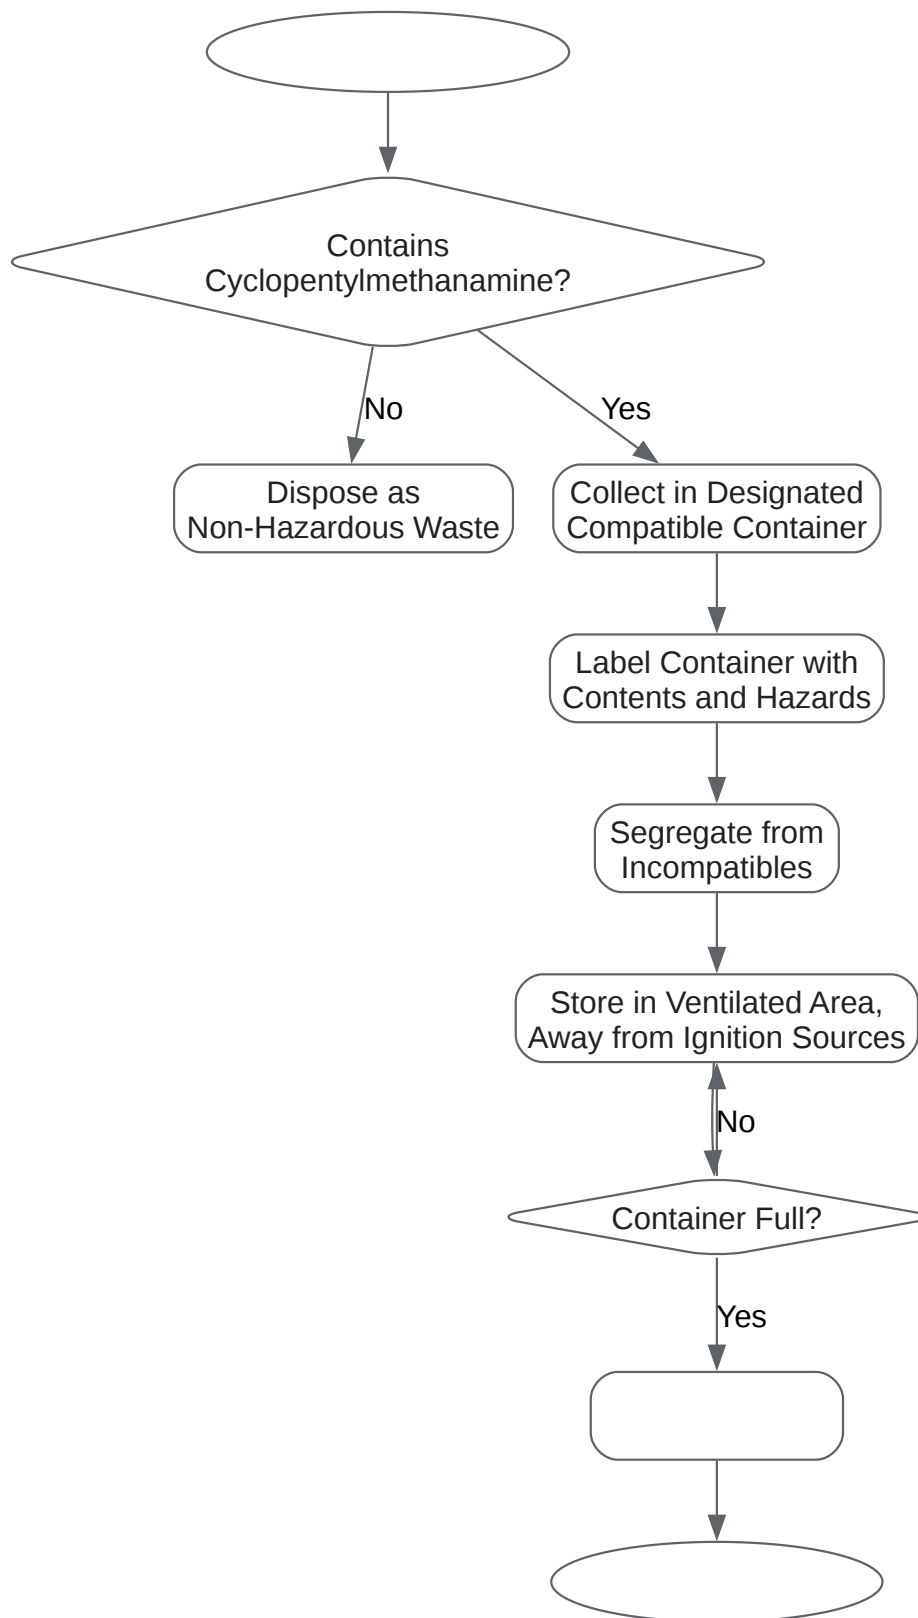 Contains
Cyclopentylmethanamine?
No
Yes
Dispose as
Non-Hazardous Waste
Collect in Designated
Compatible Container
Label Container with
Contents and Hazards
Segregate from
Incompatibles
Store in Ventilated Area,
Away from Ignition Sources
No
Container Full?
Yes